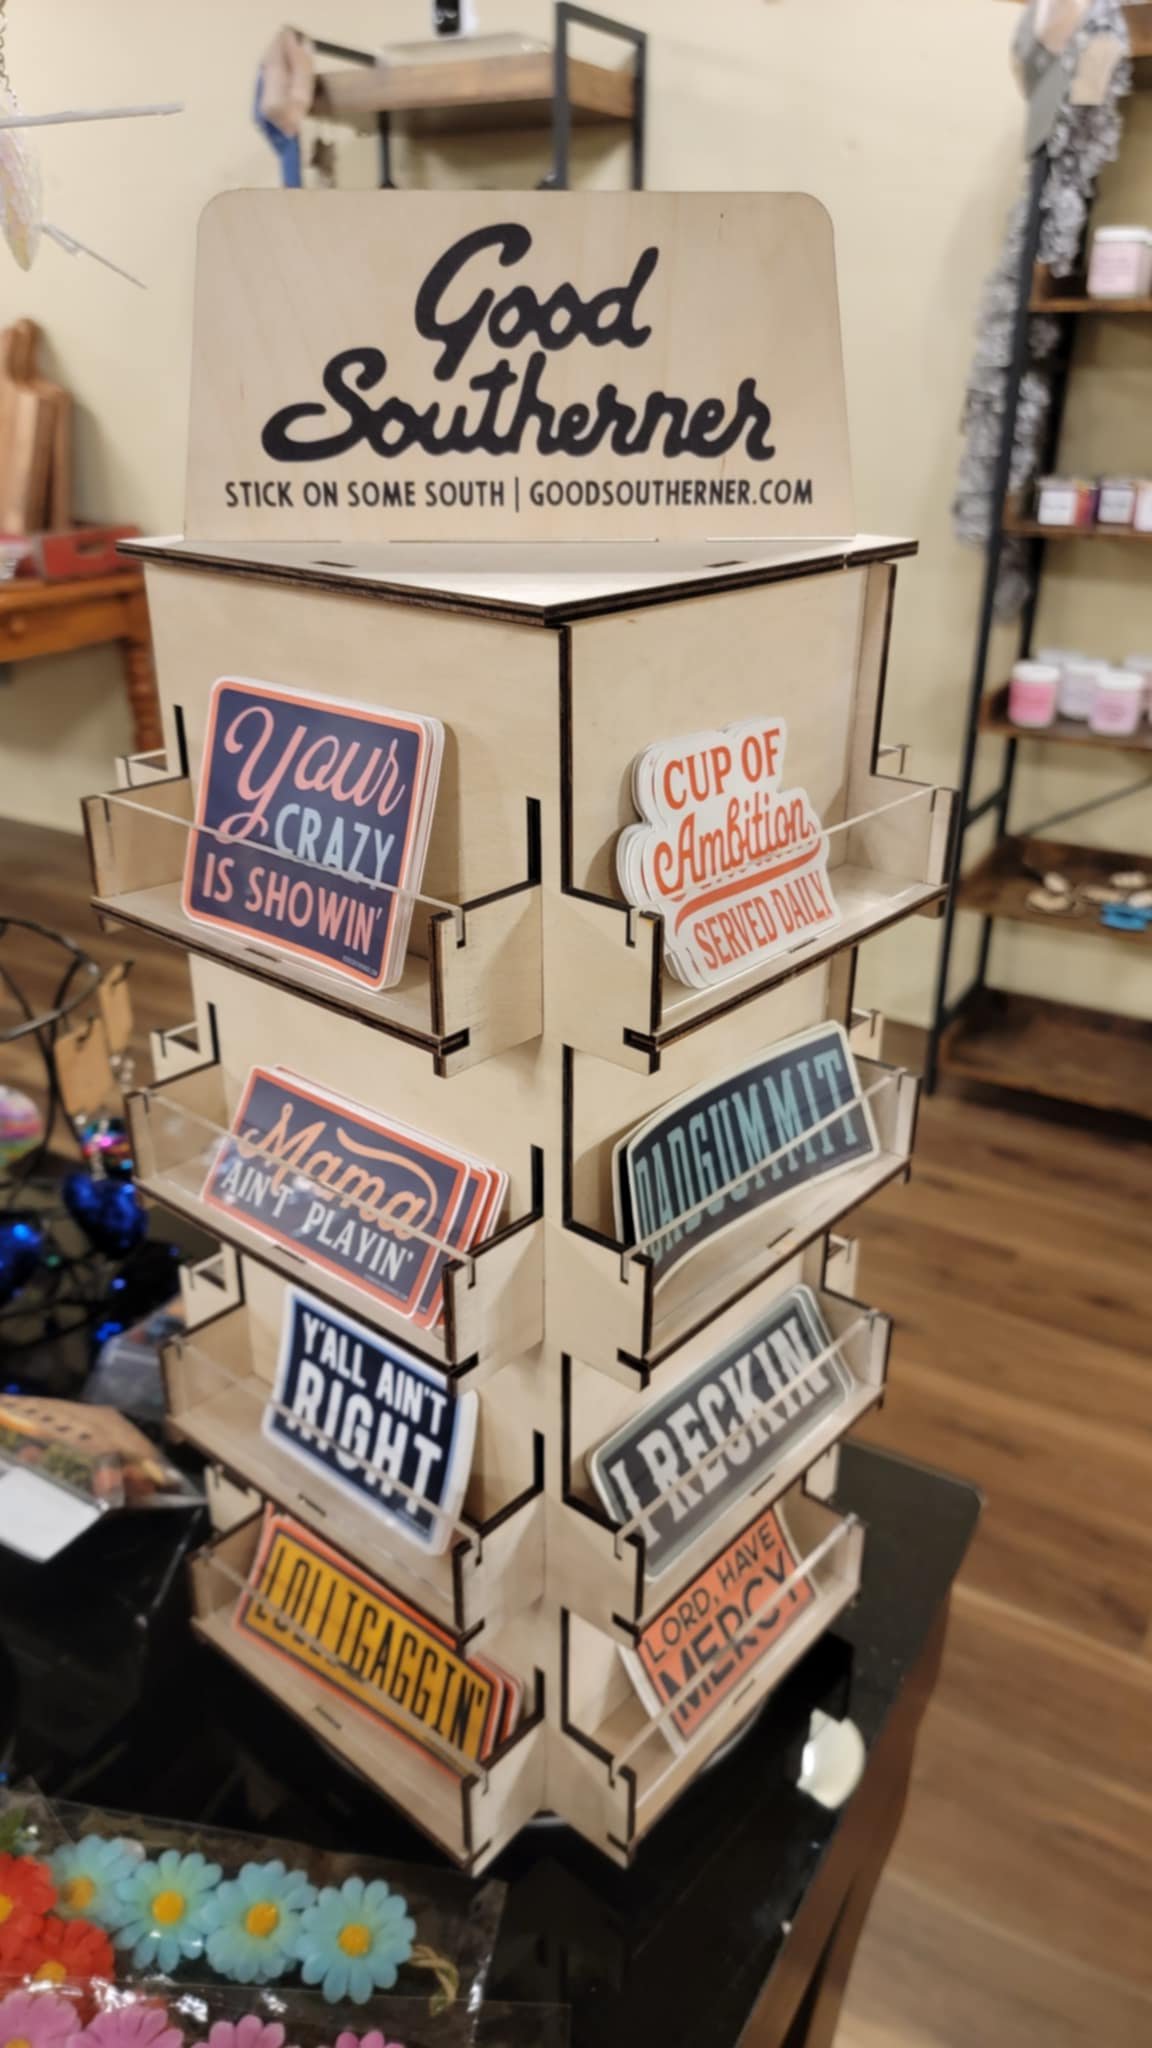 Good
Southerner
STICK ON SOME SOUTH | GOODSOUTHERNER.COM
Your
CRAZY
IS SHOWIN'
CUP OF
Ambition
SERVED DAILY
Mama
AIN'T PLAYIN'
DADGUMMIT
Y'ALL AIN'T
RIGHT
I RECKIN
LOLLYGAGGIN'
LORD, HAVE
MERCY